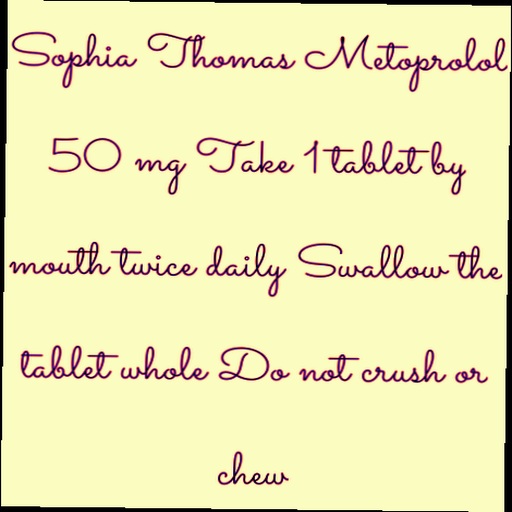 Sophia Thomas Metoprolol
50 mg Take 1 tablet by
mouth twice daily Swallow the
tablet whole Do not crush or
chew